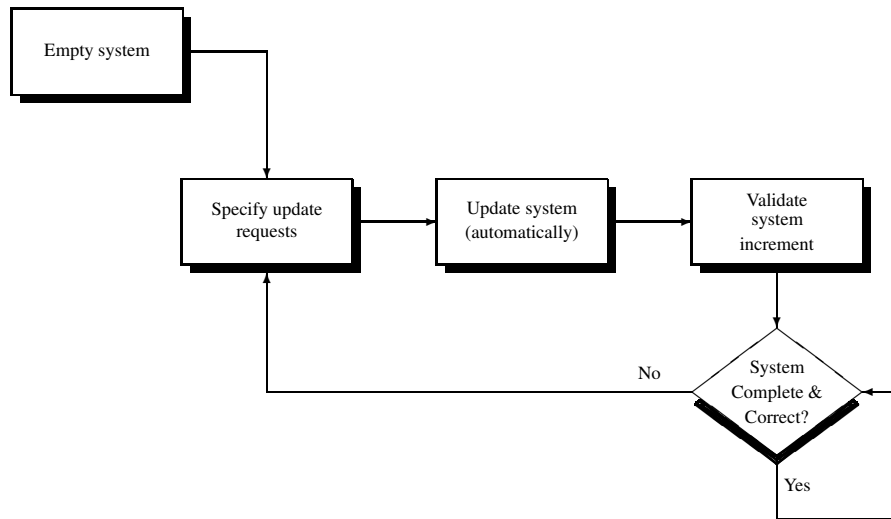 Empty system
Specify update
requests
Update system
(automatically)
Validate
system
increment
System
Complete &
Correct?
No
Yes